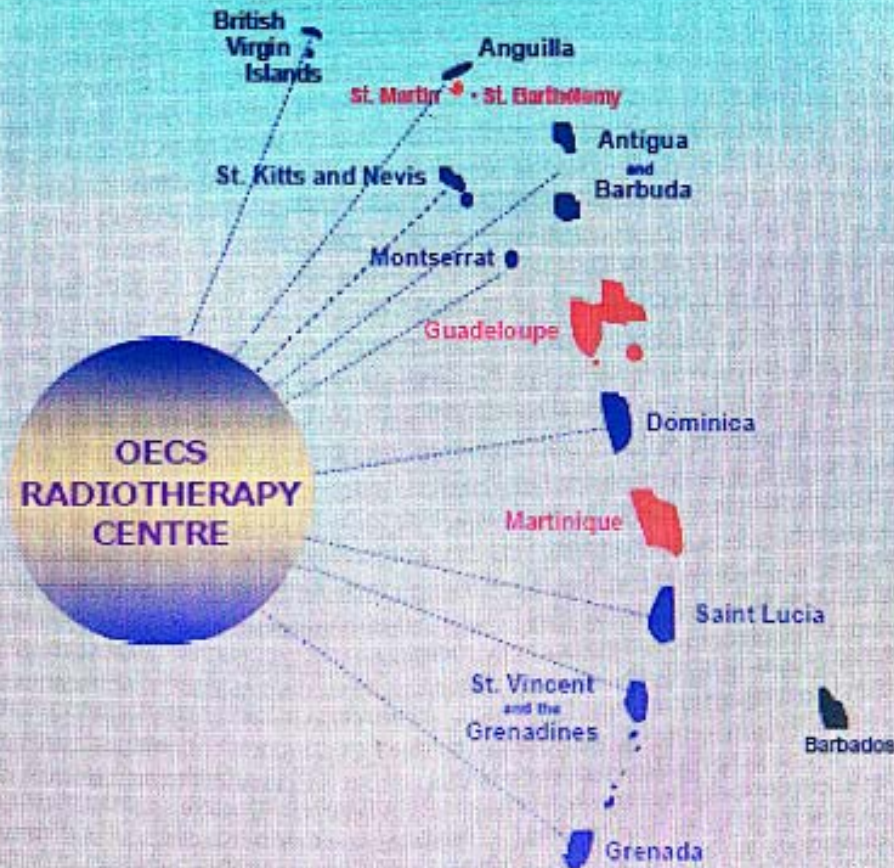 British
Virgin
Islands
Anguilla
St. Martin · St. Barthélemy
Antigua
and
Barbuda
St. Kitts and Nevis
Montserrat
Guadeloupe
Dominica
OECS
RADIOTHERAPY
CENTRE
Martinique
Saint Lucia
St. Vincent
and the
Grenadines
Barbados
Grenada